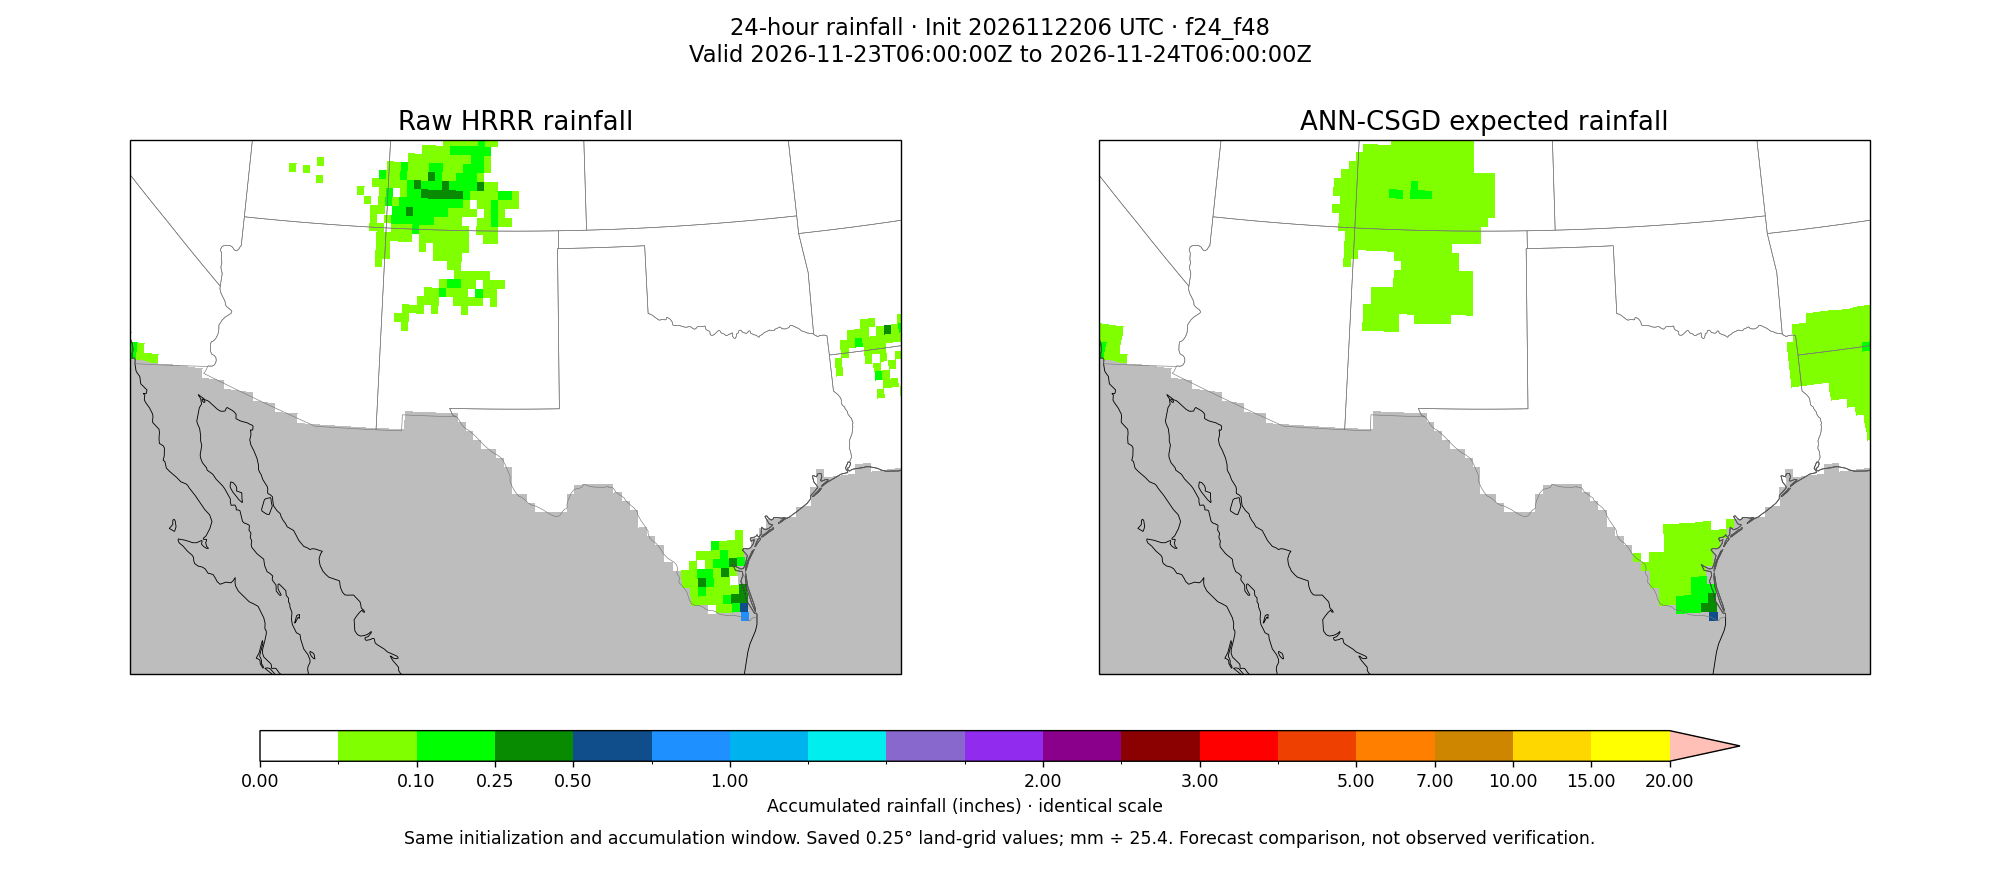 24-hour rainfall · Init 2026112206 UTC · f24_f48
Valid 2026-11-23T06:00:00Z to 2026-11-24T06:00:00Z
Raw HRRR rainfall
ANN-CSGD expected rainfall
0.00 0.10 0.25 0.50 1.00 2.00 3.00 5.00 7.00 10.00 15.00 20.00
Accumulated rainfall (inches) · identical scale
Same initialization and accumulation window. Saved 0.25° land-grid values; mm ÷ 25.4. Forecast comparison, not observed verification.